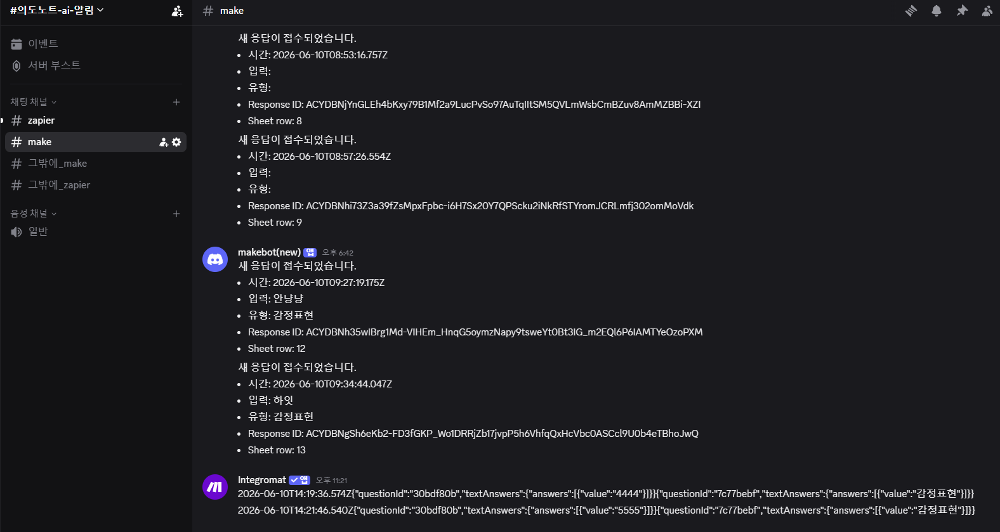 #의도노트-ai-알림
이벤트
서버 부스트
채팅 채널
zapier
make
그밖에_make
그밖에_zapier
음성 채널
일반
make
새 응답이 접수되었습니다.
• 시간: 2026-06-10T08:53:16.757Z
• 입력:
• 유형:
• Response ID: ACYDBNjYnGLEh4bKxy79B1Mf2a9LucPvSo97AuTqIItSM5QVLmWsbCmBZuv8AmMZBBi-XZI
• Sheet row: 8
새 응답이 접수되었습니다.
• 시간: 2026-06-10T08:57:26.554Z
• 입력:
• 유형:
• Response ID: ACYDBNhi73Z3a39fZsMpxFpbc-i6H7Sx20Y7QPScku2iNkRfSTYromJCRLmfj302omMoVdk
• Sheet row: 9
makebot(new) 앱 오후 6:42
새 응답이 접수되었습니다.
• 시간: 2026-06-10T09:27:19.175Z
• 입력: 안냥냥
• 유형: 감정표현
• Response ID: ACYDBNh35wIBrg1Md-VIHEm_HnqG5oymzNapy9tsweYt0Bt3IG_m2EQl6P6IAMTYeOzoPXM
• Sheet row: 12
새 응답이 접수되었습니다.
• 시간: 2026-06-10T09:34:44.047Z
• 입력: 하잇
• 유형: 감정표현
• Response ID: ACYDBNgSh6eKb2-FD3fGKP_Wo1DRRjZb17jvpP5h6VhfqQxHcVbc0ASCcl9U0b4eTBhoJwQ
• Sheet row: 13
Integromat 앱 오후 11:21
2026-06-10T14:19:36.574Z{"questionId":"30bdf80b","textAnswers":{"answers":[{"value":"4444"}]}}{"questionId":"7c77bebf","textAnswers":{"answers":[{"value":"감정표현"}]}}
2026-06-10T14:21:46.540Z{"questionId":"30bdf80b","textAnswers":{"answers":[{"value":"5555"}]}}{"questionId":"7c77bebf","textAnswers":{"answers":[{"value":"감정표현"}]}}